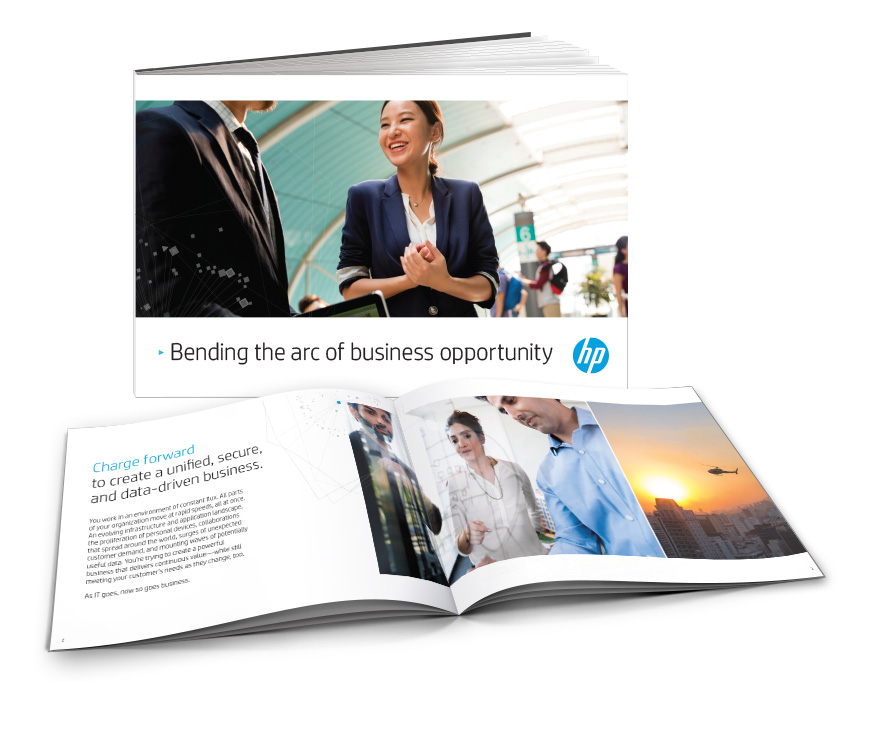 6
Bending the arc of business opportunity
hp
Charge forward
to create a unified, secure,
and data-driven business.
You work in an environment of constant flux. All parts
of your organization move at rapid speeds, all at once.
An evolving infrastructure and application landscape,
the proliferation of personal devices, collaborations
that spread around the world, surges of unexpected
customer demand, and mounting waves of potentially
useful data. You're trying to create a powerful
business that delivers continuous value—while still
meeting your customer's needs as they change, too.
As IT goes, now so goes business.
2